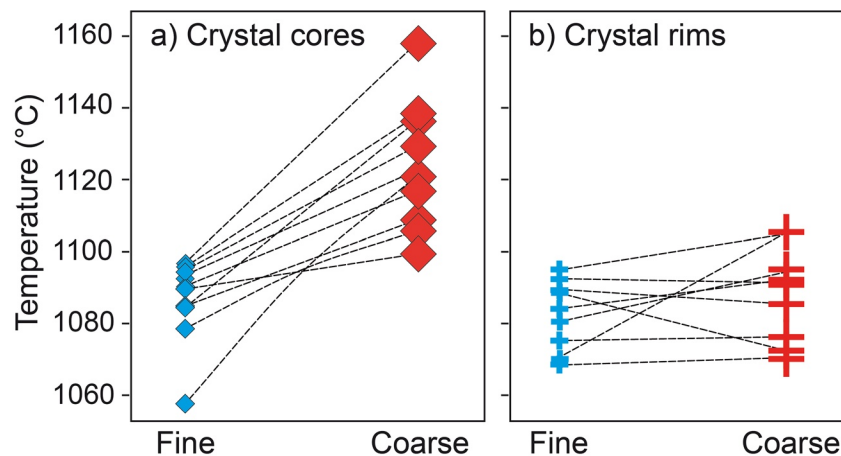 a) Crystal cores
b) Crystal rims
Temperature (°C)
1160
1140
1120
1100
1080
1060
Fine
Coarse
Fine
Coarse